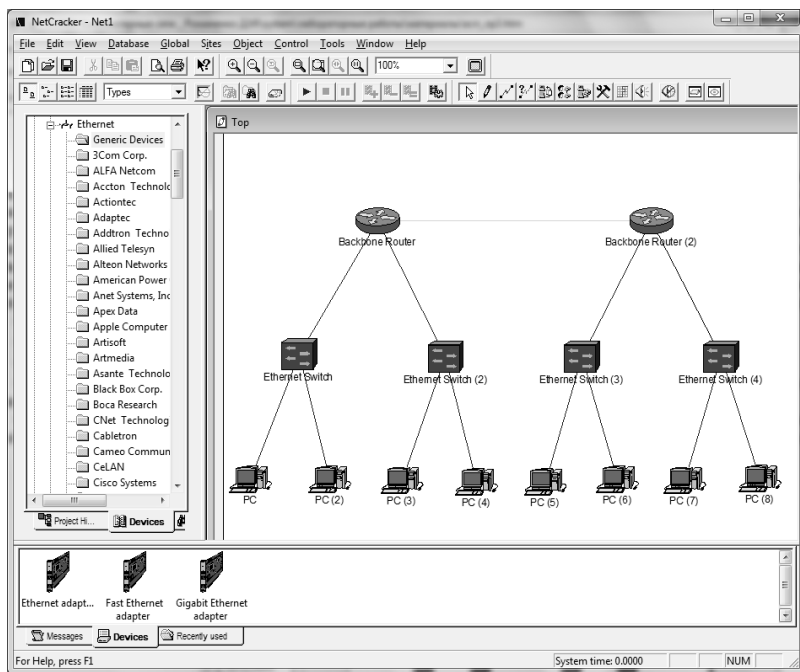 NetCracker - Net1
File Edit View Database Global Sites Object Control Tools Window Help
100%
Types
Top
Ethernet
Generic Devices
3Com Corp.
ALFA Netcom
Accton Technolo
Actiontec
Adaptec
Addtron Techno
Allied Telesyn
Alteon Networks
American Power
Anet Systems, Inc
Apex Data
Apple Computer
Artisoft
Artmedia
Asante Technolo
Black Box Corp.
Boca Research
CNet Technolog
Cabletron
Cameo Commun
CeLAN
Cisco Systems
Project Hi...
Devices
Backbone Router
Backbone Router (2)
Ethernet Switch
Ethernet Switch (2)
Ethernet Switch (3)
Ethernet Switch (4)
PC
PC (2)
PC (3)
PC (4)
PC (5)
PC (6)
PC (7)
PC (8)
Ethernet adapt...
Fast Ethernet
adapter
Gigabit Ethernet
adapter
Messages
Devices
Recently used
For Help, press F1
System time: 0.0000
NUM